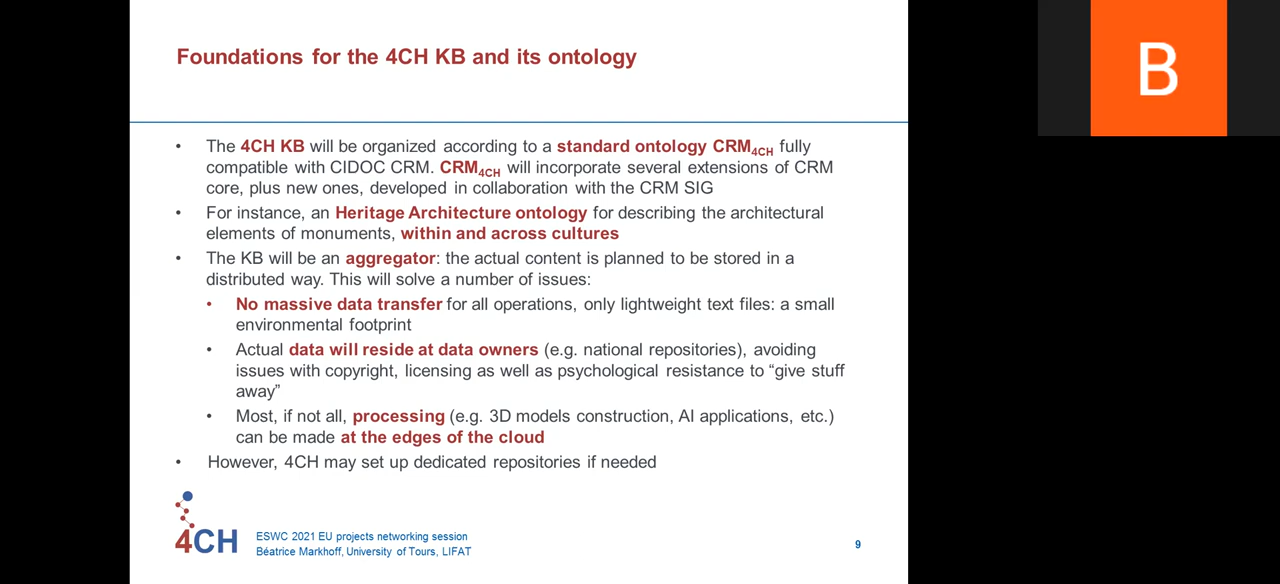 Foundations for the 4CH KB and its ontology
• The 4CH KB will be organized according to a standard ontology CRM4CH fully
compatible with CIDOC CRM. CRM4CH will incorporate several extensions of CRM
core, plus new ones, developed in collaboration with the CRM SIG
• For instance, an Heritage Architecture ontology for describing the architectural
elements of monuments, within and across cultures
• The KB will be an aggregator: the actual content is planned to be stored in a
distributed way. This will solve a number of issues:
• No massive data transfer for all operations, only lightweight text files: a small
environmental footprint
• Actual data will reside at data owners (e.g. national repositories), avoiding
issues with copyright, licensing as well as psychological resistance to “give stuff
away”
• Most, if not all, processing (e.g. 3D models construction, AI applications, etc.)
can be made at the edges of the cloud
• However, 4CH may set up dedicated repositories if needed
4CH
ESWC 2021 EU projects networking session
Béatrice Markhoff, University of Tours, LIFAT
9
B